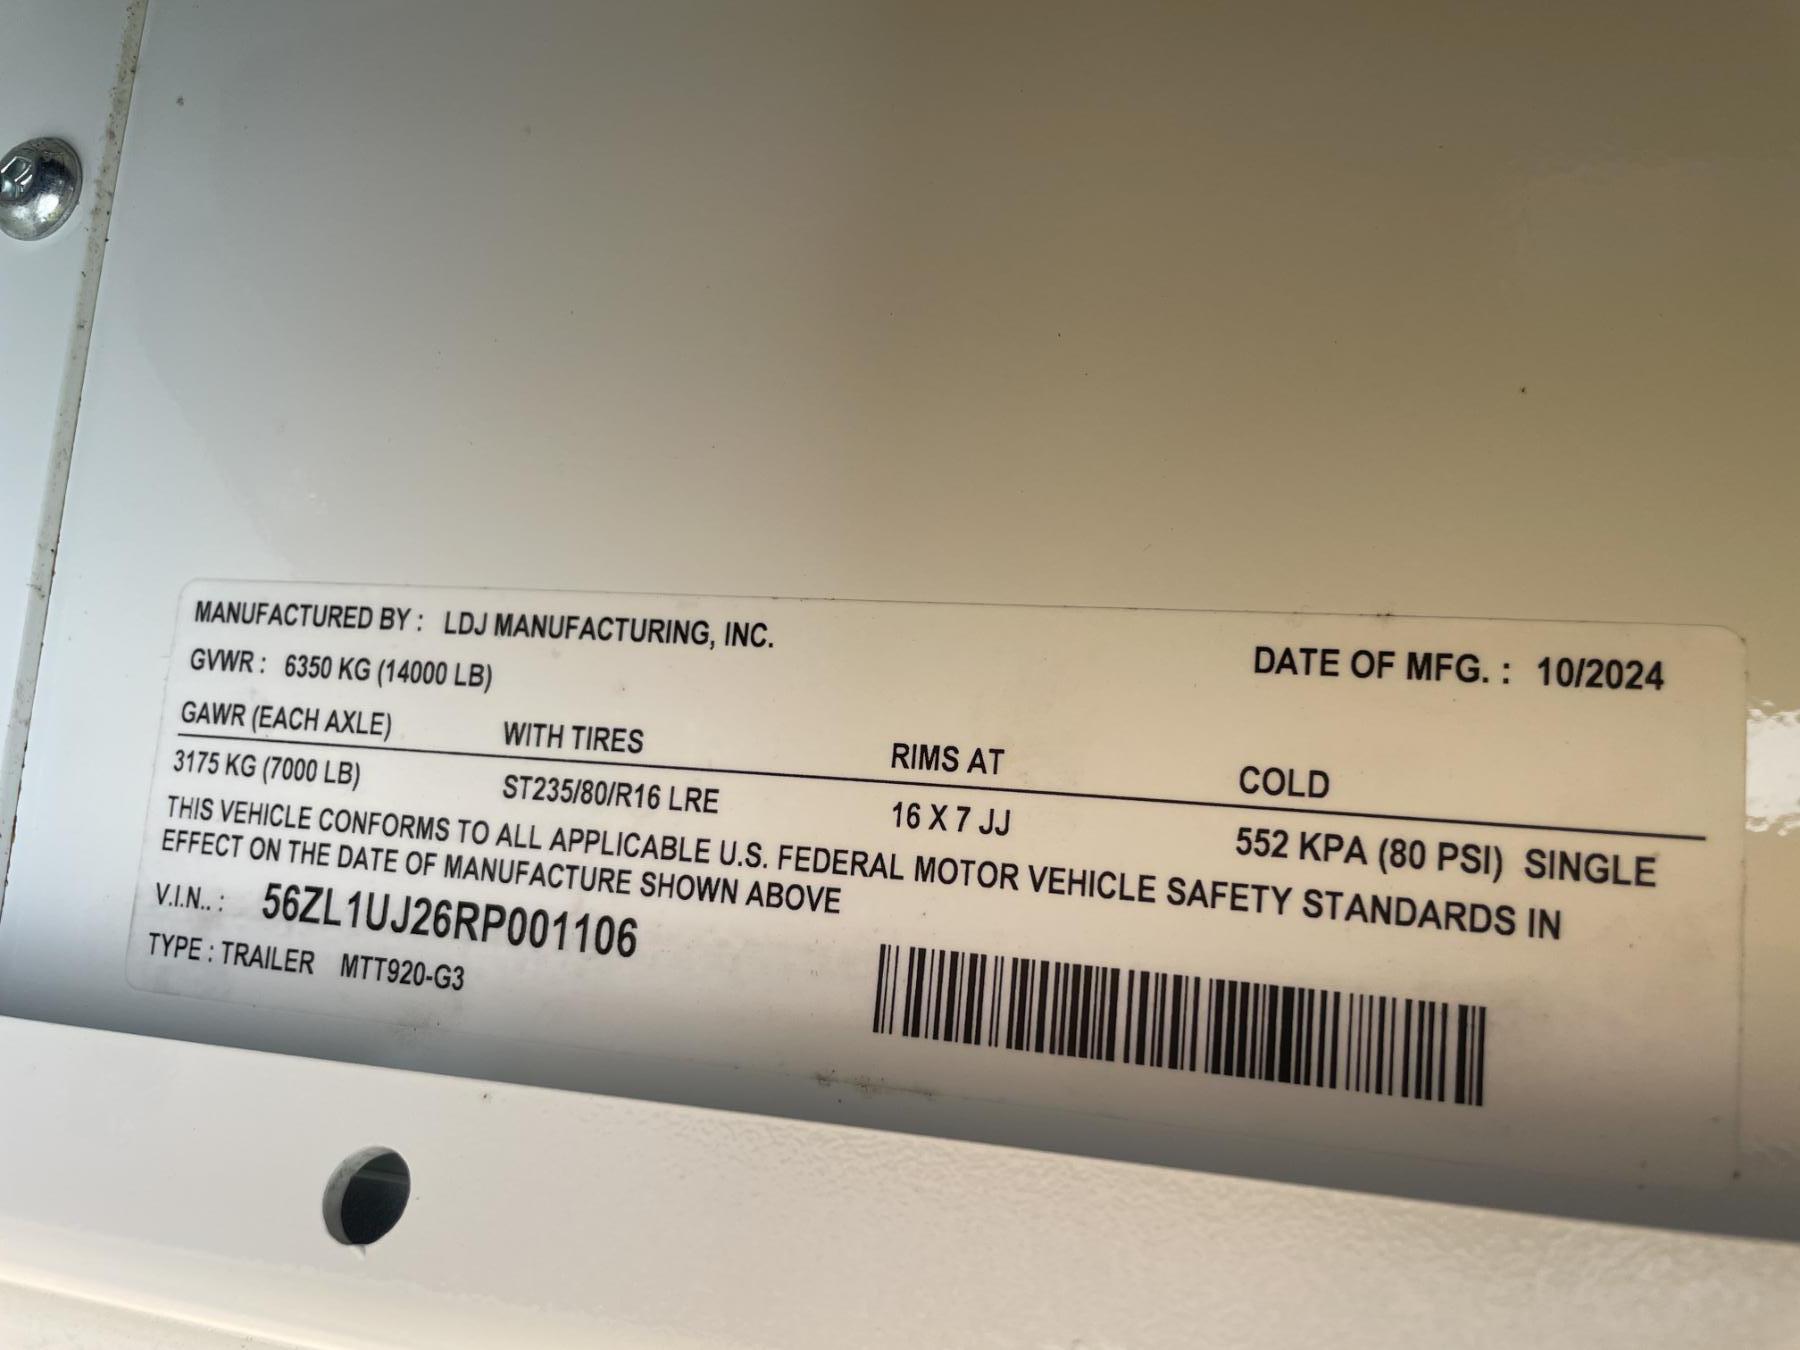 MANUFACTURED BY : LDJ MANUFACTURING, INC.
DATE OF MFG. : 10/2024
GVWR : 6350 KG (14000 LB)
GAWR (EACH AXLE) WITH TIRES RIMS AT COLD
3175 KG (7000 LB) ST235/80/R16 LRE 16 X 7 JJ 552 KPA (80 PSI) SINGLE
THIS VEHICLE CONFORMS TO ALL APPLICABLE U.S. FEDERAL MOTOR VEHICLE SAFETY STANDARDS IN
EFFECT ON THE DATE OF MANUFACTURE SHOWN ABOVE
V.I.N.. : 56ZL1UJ26RP001106
TYPE : TRAILER MTT920-G3